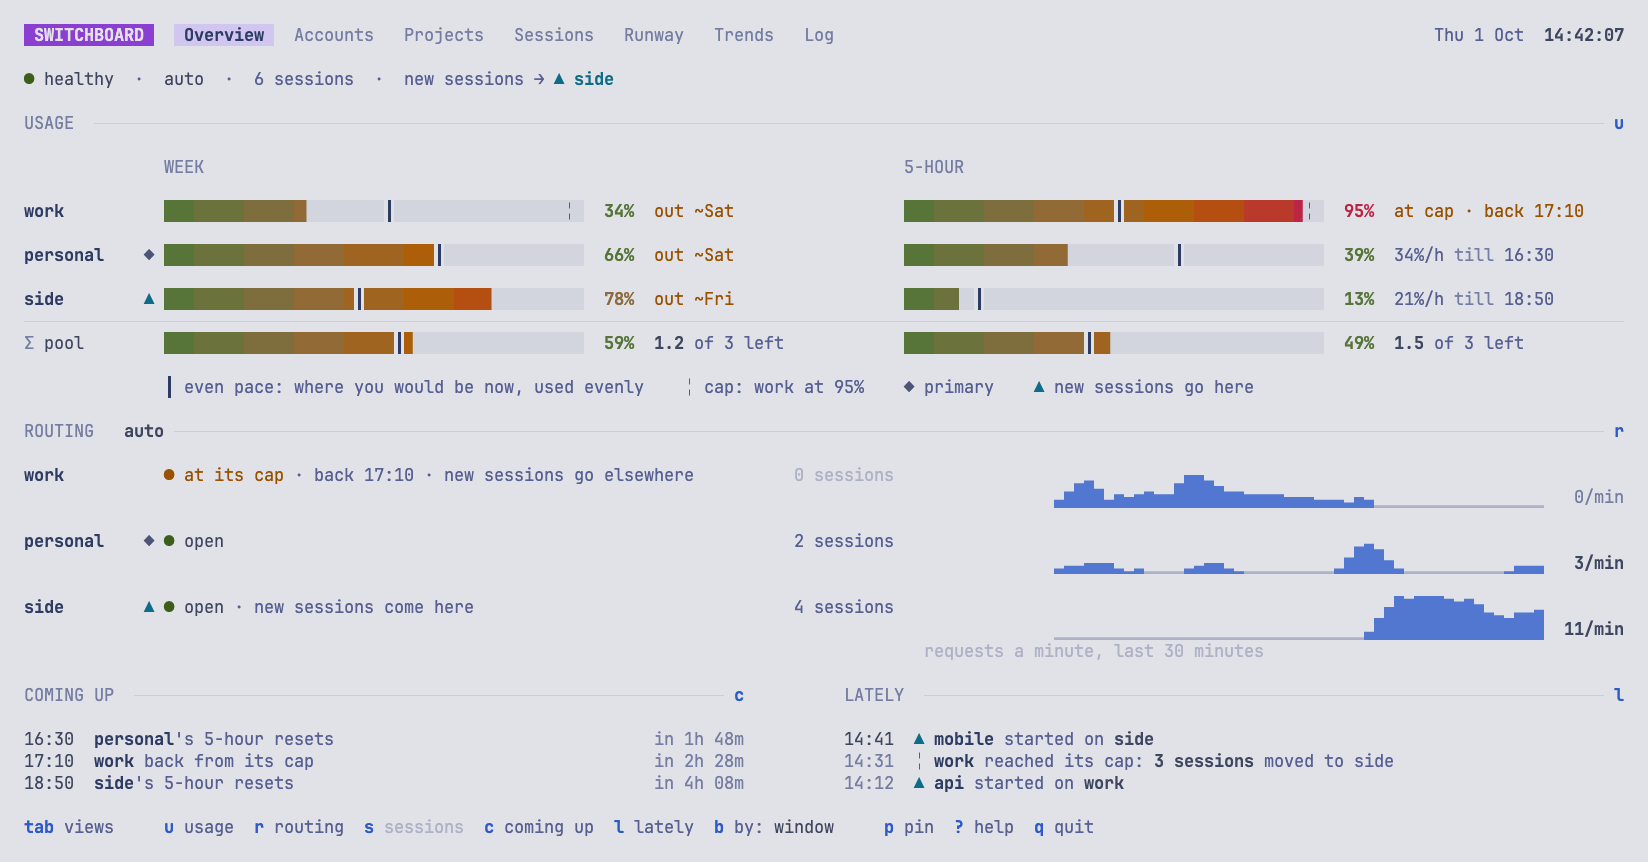 SWITCHBOARD Overview Accounts Projects Sessions Runway Trends Log Thu 1 Oct 14:42:07
● healthy · auto · 6 sessions · new sessions → ▲ side
USAGE u
WEEK 5-HOUR
work 34% out ~Sat 95% at cap · back 17:10
personal ◆ 66% out ~Sat 39% 34%/h till 16:30
side ▲ 78% out ~Fri 13% 21%/h till 18:50
Σ pool 59% 1.2 of 3 left 49% 1.5 of 3 left
┃ even pace: where you would be now, used evenly ¦ cap: work at 95% ◆ primary ▲ new sessions go here
ROUTING auto r
work ● at its cap · back 17:10 · new sessions go elsewhere 0 sessions 0/min
personal ◆ ● open 2 sessions 3/min
side ▲ ● open · new sessions come here 4 sessions 11/min
requests a minute, last 30 minutes
COMING UP c LATELY l
16:30 personal's 5-hour resets in 1h 48m 14:41 ▲ mobile started on side
17:10 work back from its cap in 2h 28m 14:31 ¦ work reached its cap: 3 sessions moved to side
18:50 side's 5-hour resets in 4h 08m 14:12 ▲ api started on work
tab views u usage r routing s sessions c coming up l lately b by: window p pin ? help q quit